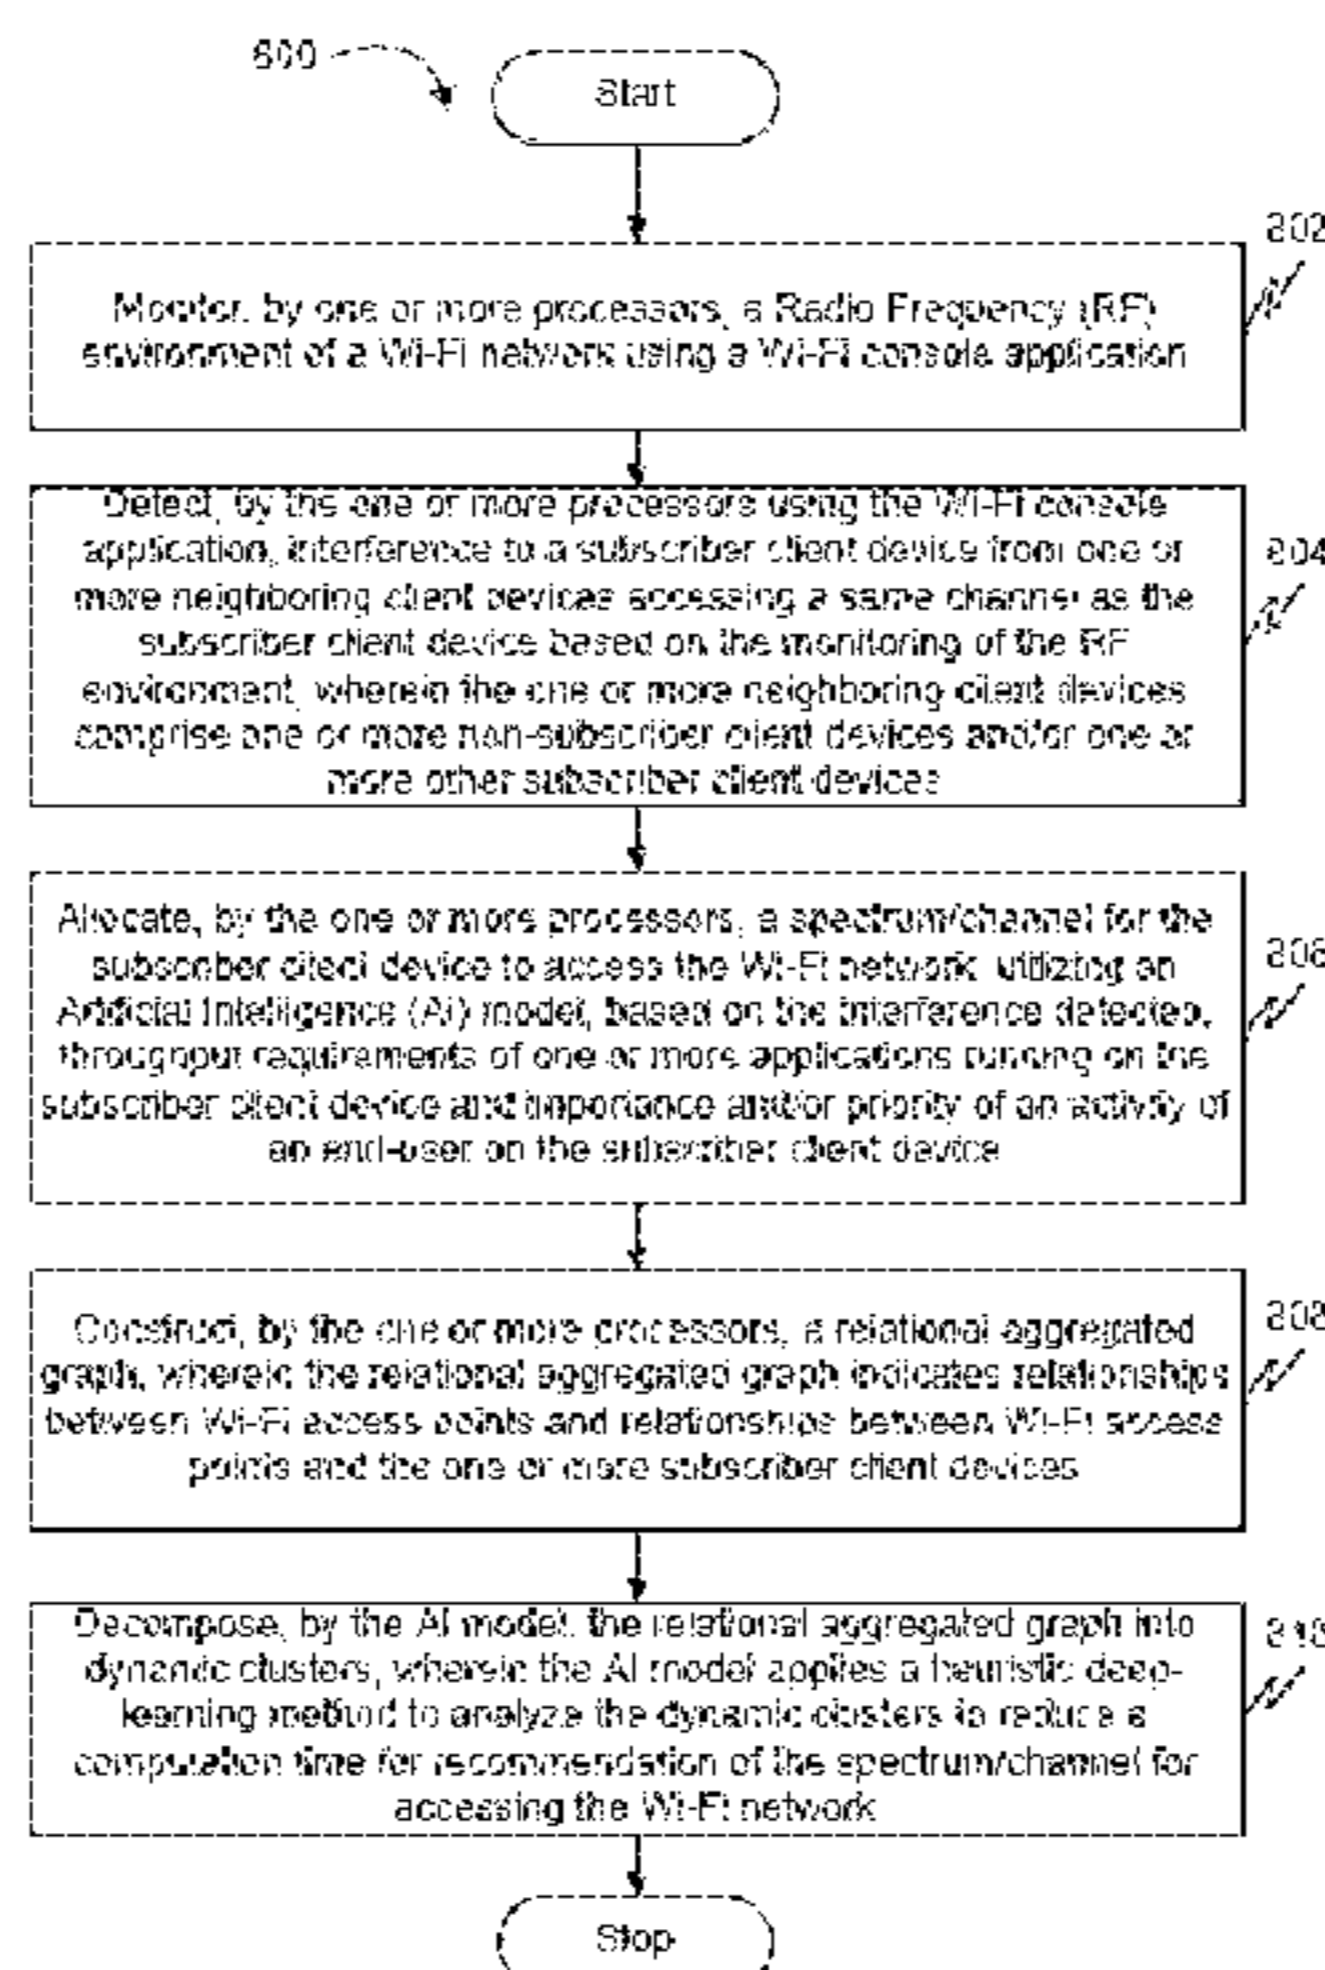 800
Start
802
Monitor, by one or more processors, a Radio Frequency (RF)
environment of a Wi-Fi network using a Wi-Fi console application
Detect, by the one or more processors using the Wi-Fi console
application, interference to a subscriber client device from one or
more neighboring client devices accessing a same channel as the
subscriber client device based on the monitoring of the RF
environment, wherein the one or more neighboring client devices
comprise one or more non-subscriber client devices and/or one or
more other subscriber client devices
804
Allocate, by the one or more processors, a spectrum/channel for the
subscriber client device to access the Wi-Fi network, utilizing an
Artificial Intelligence (AI) model, based on the interference detected,
throughput requirements of one or more applications running on the
subscriber client device and importance and/or priority of an activity of
an end-user on the subscriber client device
806
Construct, by the one or more processors, a relational aggregated
graph, wherein the relational aggregated graph indicates relationships
between Wi-Fi access points and relationships between Wi-Fi access
points and the one or more subscriber client devices
808
Decompose, by the AI model, the relational aggregated graph into
dynamic clusters, wherein the AI model applies a heuristic deep-
learning method to analyze the dynamic clusters to reduce a
computation time for recommendation of the spectrum/channel for
accessing the Wi-Fi network
810
Stop